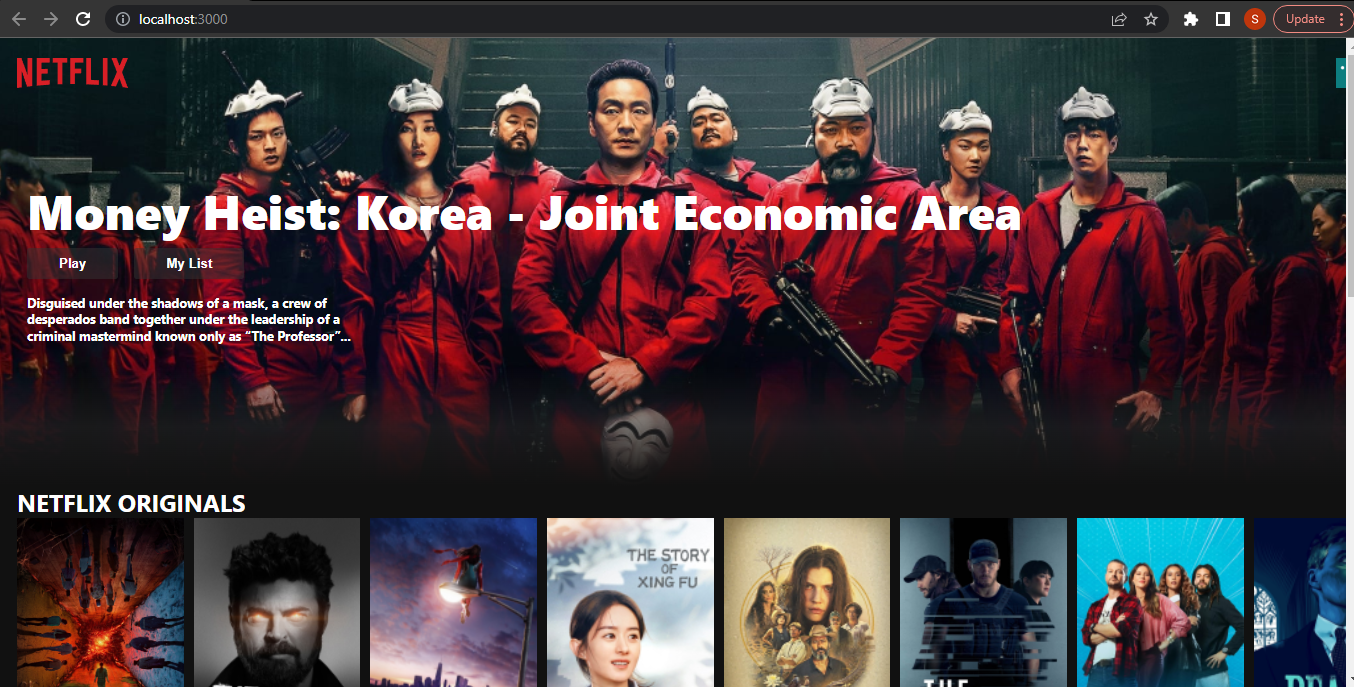 localhost:3000
S
Update
NETFLIX
Money Heist: Korea - Joint Economic Area
Play
My List
Disguised under the shadows of a mask, a crew of
desperados band together under the leadership of a
criminal mastermind known only as “The Professor”...
NETFLIX ORIGINALS
THE STORY
OF
XING FU
THE